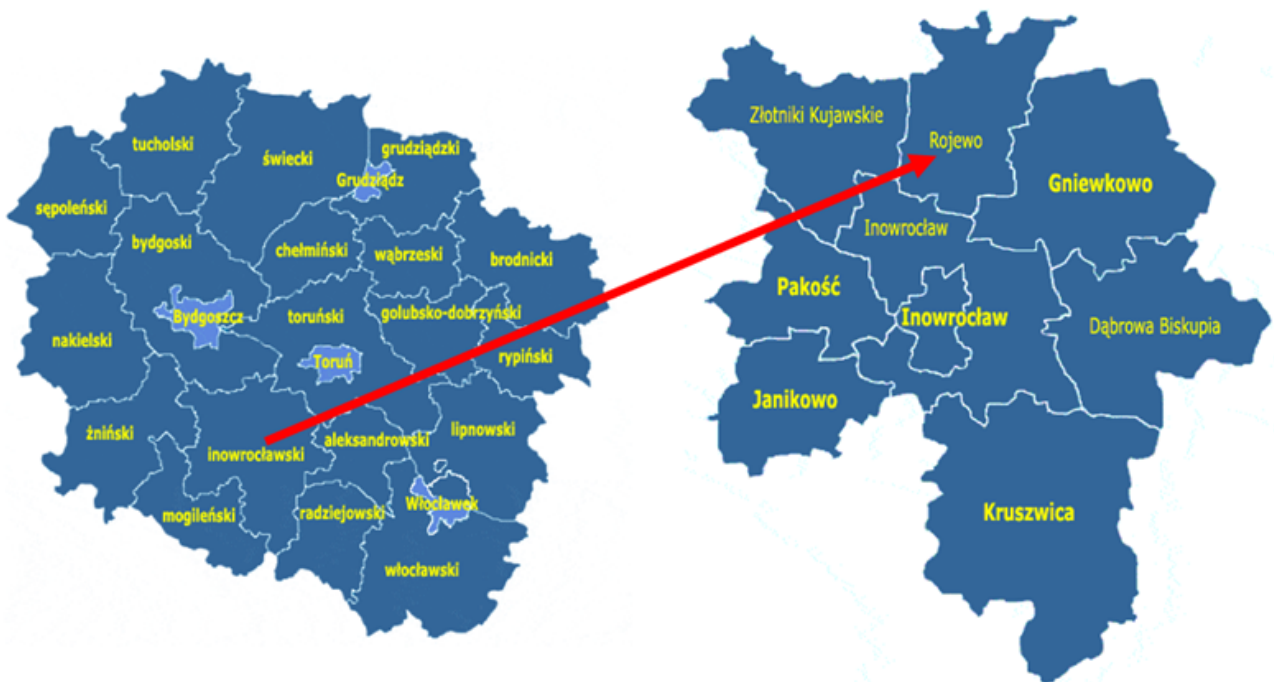 tucholski
świecki
grudziądzki
Grudziądz
sępoleński
bydgoski
chełmiński
wąbrzeski
brodnicki
Bydgoszcz
toruński
golubsko-dobrzyński
nakielski
Toruń
rypiński
żniński
inowrocławski
aleksandrowski
lipnowski
mogileński
radziejowski
Włocławek
włocławski
Złotniki Kujawskie
Rojewo
Gniewkowo
Inowrocław
Pakość
Inowrocław
Dąbrowa Biskupia
Janikowo
Kruszwica